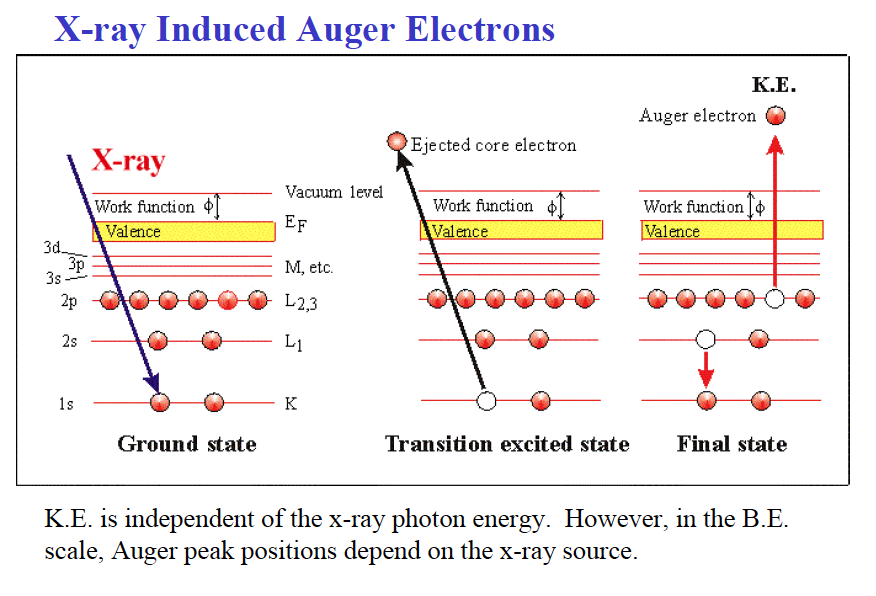 X-ray Induced Auger Electrons
K.E.
Auger electron
Ejected core electron
X-ray
Vacuum level
Work function ϕ
Work function ϕ
Work function ϕ
Valence
EF
Valence
Valence
3d
3p
3s
M, etc.
2p
L2,3
2s
L1
1s
K
Ground state
Transition excited state
Final state
K.E. is independent of the x-ray photon energy. However, in the B.E.
scale, Auger peak positions depend on the x-ray source.